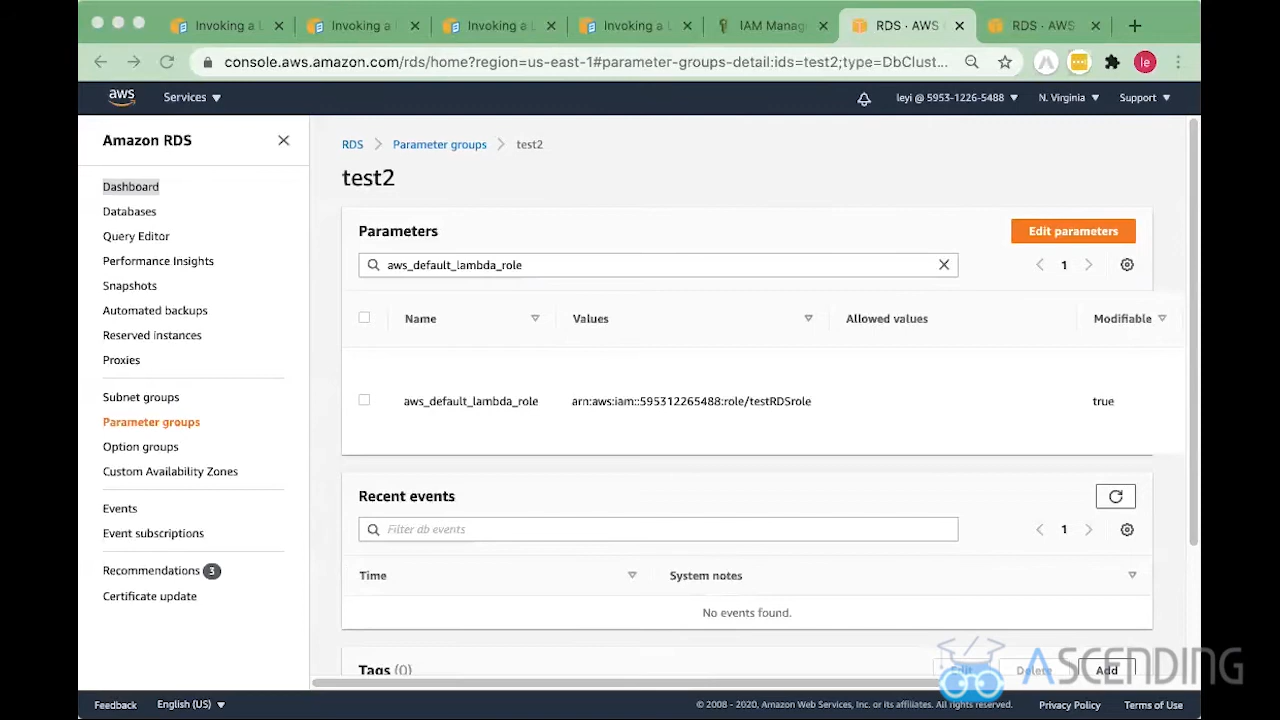 Invoking a L
Invoking a L
Invoking a L
Invoking a L
IAM Manag
RDS · AWS
RDS · AWS
console.aws.amazon.com/rds/home?region=us-east-1#parameter-groups-detail:ids=test2;type=DbClust...
le
aws
Services
leyi @ 5953-1226-5488
N. Virginia
Support
Amazon RDS
Dashboard
Databases
Query Editor
Performance Insights
Snapshots
Automated backups
Reserved instances
Proxies
Subnet groups
Parameter groups
Option groups
Custom Availability Zones
Events
Event subscriptions
Recommendations 3
Certificate update
RDS > Parameter groups > test2
test2
Parameters
Edit parameters
aws_default_lambda_role
1
Name
Values
Allowed values
Modifiable
aws_default_lambda_role
arn:aws:iam::595312265488:role/testRDSrole
true
Recent events
Filter db events
1
Time
System notes
No events found.
Tags (0)
Edit
Delete
Add
ASCENDING
Feedback
English (US)
© 2008 - 2020, Amazon Web Services, Inc. or its affiliates. All rights reserved.
Privacy Policy
Terms of Use